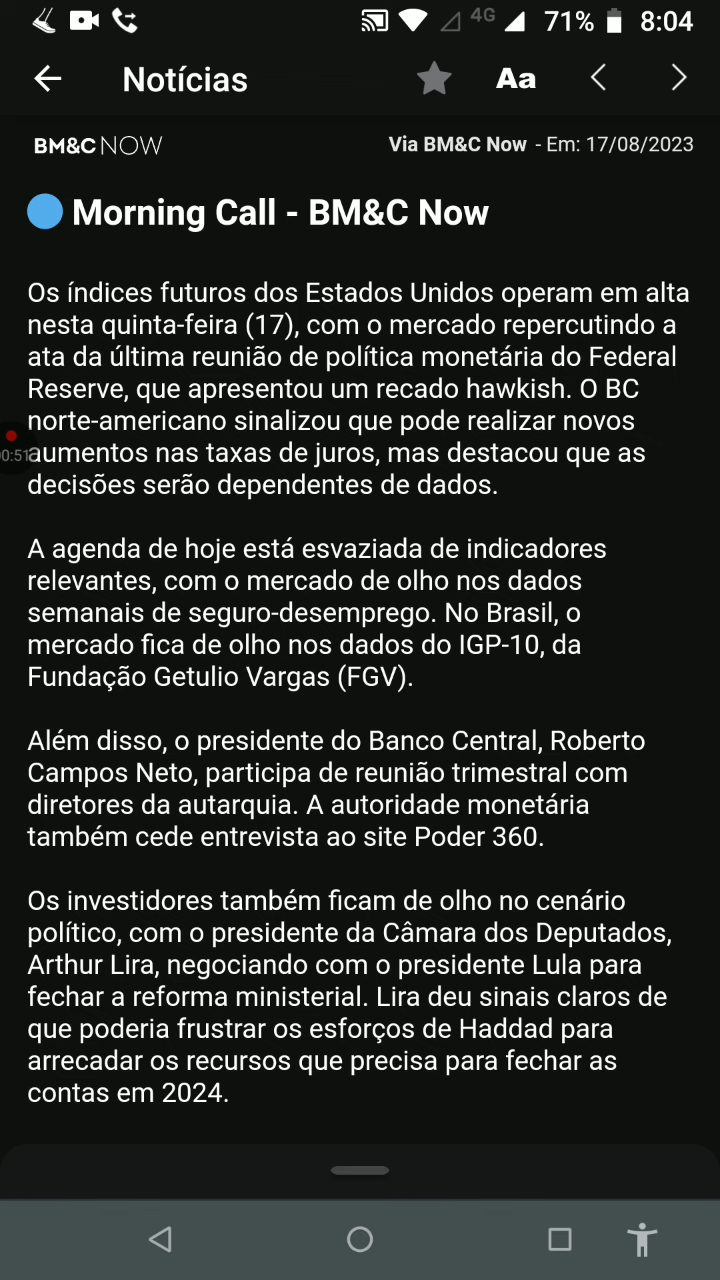 4G 71% 8:04
Notícias Aa
BM&C NOW Via BM&C Now - Em: 17/08/2023
Morning Call - BM&C Now
Os índices futuros dos Estados Unidos operam em alta
nesta quinta-feira (17), com o mercado repercutindo a
ata da última reunião de política monetária do Federal
Reserve, que apresentou um recado hawkish. O BC
norte-americano sinalizou que pode realizar novos
00:51
aumentos nas taxas de juros, mas destacou que as
decisões serão dependentes de dados.
A agenda de hoje está esvaziada de indicadores
relevantes, com o mercado de olho nos dados
semanais de seguro-desemprego. No Brasil, o
mercado fica de olho nos dados do IGP-10, da
Fundação Getulio Vargas (FGV).
Além disso, o presidente do Banco Central, Roberto
Campos Neto, participa de reunião trimestral com
diretores da autarquia. A autoridade monetária
também cede entrevista ao site Poder 360.
Os investidores também ficam de olho no cenário
político, com o presidente da Câmara dos Deputados,
Arthur Lira, negociando com o presidente Lula para
fechar a reforma ministerial. Lira deu sinais claros de
que poderia frustrar os esforços de Haddad para
arrecadar os recursos que precisa para fechar as
contas em 2024.